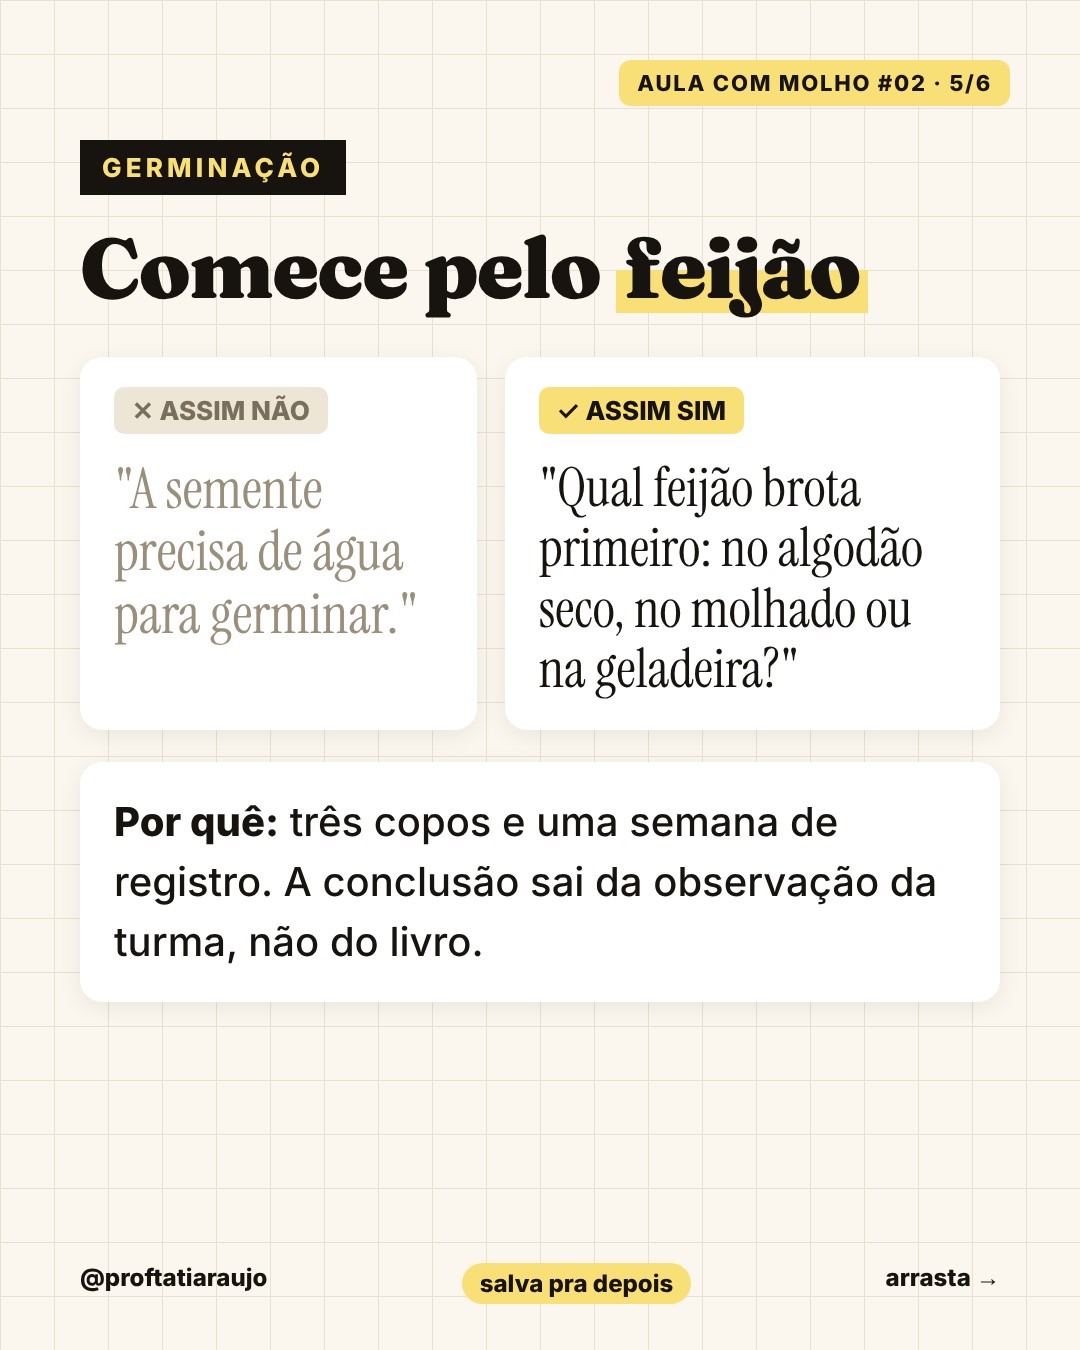 AULA COM MOLHO #02 · 5/6
GERMINAÇÃO
Comece pelo feijão
✕ ASSIM NÃO
"A semente
precisa de água
para germinar."
✓ ASSIM SIM
"Qual feijão brota
primeiro: no algodão
seco, no molhado ou
na geladeira?"
Por quê: três copos e uma semana de
registro. A conclusão sai da observação da
turma, não do livro.
@proftatiaraujo
salva pra depois
arrasta →